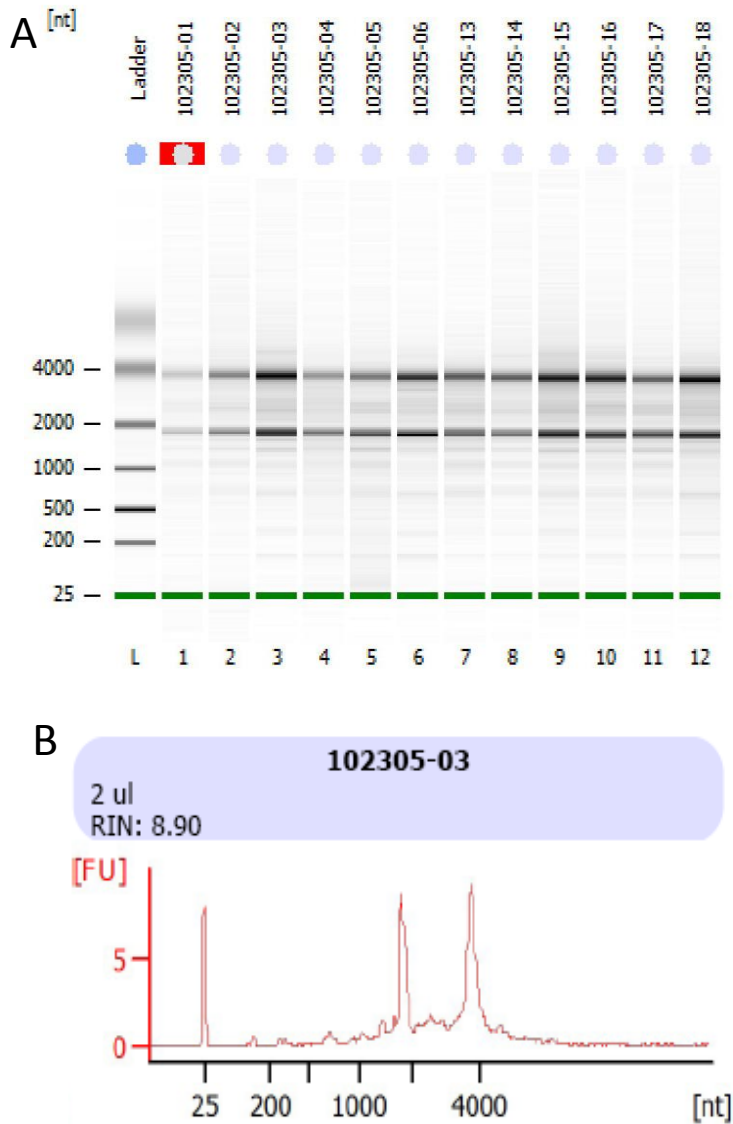 A
[nt]
Ladder
102305-01
102305-02
102305-03
102305-04
102305-05
102305-06
102305-13
102305-14
102305-15
102305-16
102305-17
102305-18
4000
2000
1000
500
200
25
L 1 2 3 4 5 6 7 8 9 10 11 12
B
102305-03
2 ul
RIN: 8.90
[FU]
5
0
25 200 1000 4000 [nt]